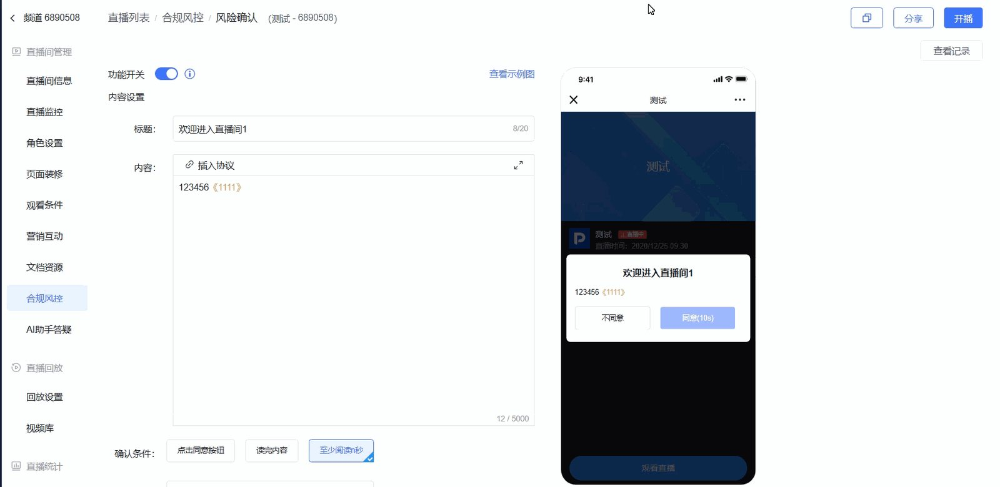 频道 6890508
直播列表 / 合规风控 / 风险确认 (测试 - 6890508)
分享
开播
查看记录
直播间管理
直播间信息
直播监控
角色设置
页面装修
观看条件
营销互动
文档资源
合规风控
AI助手答疑
直播回放
回放设置
视频库
直播统计
功能开关
查看示例图
内容设置
标题:
欢迎进入直播间1
8/20
内容:
插入协议
123456《1111》
12 / 5000
确认条件:
点击同意按钮
读完内容
至少阅读n秒
9:41
测试
测试
测试
直播中
直播时间: 2020/12/25 09:30
欢迎进入直播间1
123456《1111》
不同意
同意(10s)
观看直播